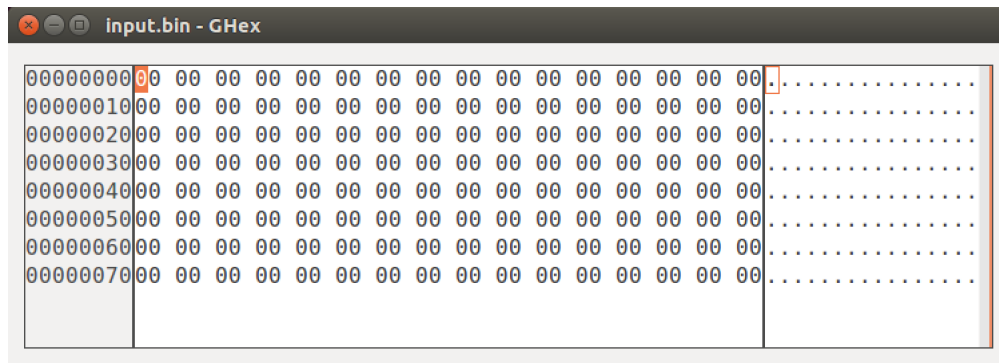 input.bin - GHex
00000000 00 00 00 00 00 00 00 00 00 00 00 00 00 00 00 00 ................
00000010 00 00 00 00 00 00 00 00 00 00 00 00 00 00 00 00 ................
00000020 00 00 00 00 00 00 00 00 00 00 00 00 00 00 00 00 ................
00000030 00 00 00 00 00 00 00 00 00 00 00 00 00 00 00 00 ................
00000040 00 00 00 00 00 00 00 00 00 00 00 00 00 00 00 00 ................
00000050 00 00 00 00 00 00 00 00 00 00 00 00 00 00 00 00 ................
00000060 00 00 00 00 00 00 00 00 00 00 00 00 00 00 00 00 ................
00000070 00 00 00 00 00 00 00 00 00 00 00 00 00 00 00 00 ................